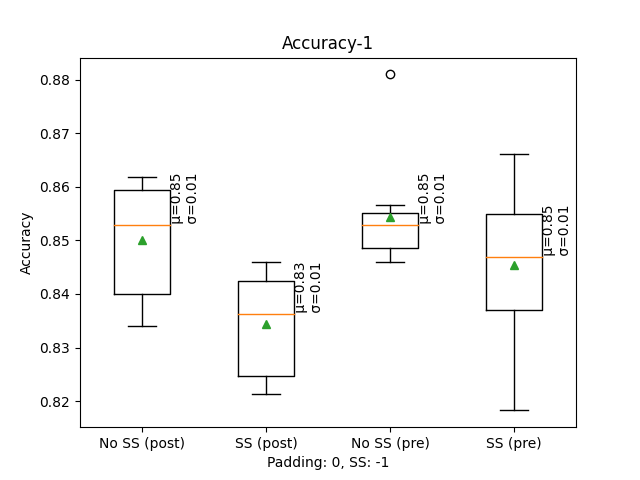 Accuracy-1
Accuracy
0.88
0.87
0.86
0.85
0.84
0.83
0.82
μ=0.85
σ=0.01
μ=0.83
σ=0.01
μ=0.85
σ=0.01
μ=0.85
σ=0.01
No SS (post)
SS (post)
No SS (pre)
SS (pre)
Padding: 0, SS: -1